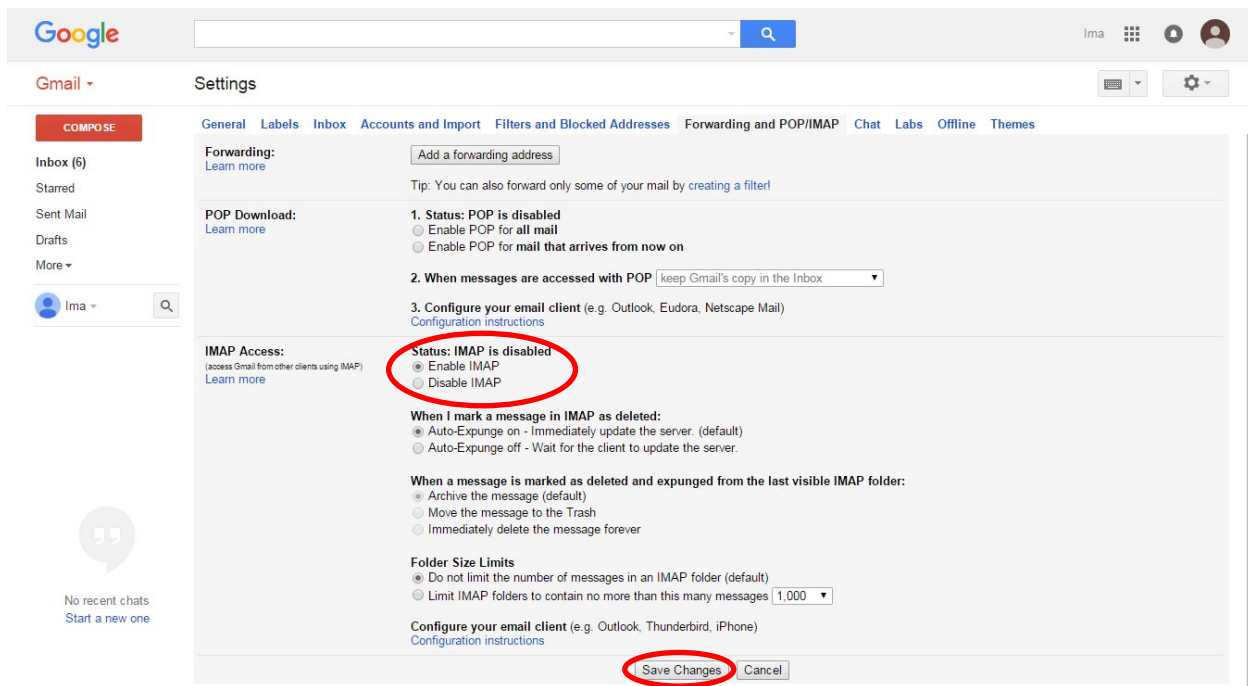 Google
Ima
Gmail
Settings
COMPOSE
General Labels Inbox Accounts and Import Filters and Blocked Addresses Forwarding and POP/IMAP Chat Labs Offline Themes
Inbox (6)
Starred
Sent Mail
Drafts
More
Ima
Forwarding:
Learn more
Add a forwarding address
Tip: You can also forward only some of your mail by creating a filter!
POP Download:
Learn more
1. Status: POP is disabled
Enable POP for all mail
Enable POP for mail that arrives from now on
2. When messages are accessed with POP keep Gmail's copy in the Inbox
3. Configure your email client (e.g. Outlook, Eudora, Netscape Mail)
Configuration instructions
IMAP Access:
(access Gmail from other clients using IMAP)
Learn more
Status: IMAP is disabled
Enable IMAP
Disable IMAP
When I mark a message in IMAP as deleted:
Auto-Expunge on - Immediately update the server. (default)
Auto-Expunge off - Wait for the client to update the server.
When a message is marked as deleted and expunged from the last visible IMAP folder:
Archive the message (default)
Move the message to the Trash
Immediately delete the message forever
Folder Size Limits
Do not limit the number of messages in an IMAP folder (default)
Limit IMAP folders to contain no more than this many messages 1,000
Configure your email client (e.g. Outlook, Thunderbird, iPhone)
Configuration instructions
Save Changes Cancel
No recent chats
Start a new one